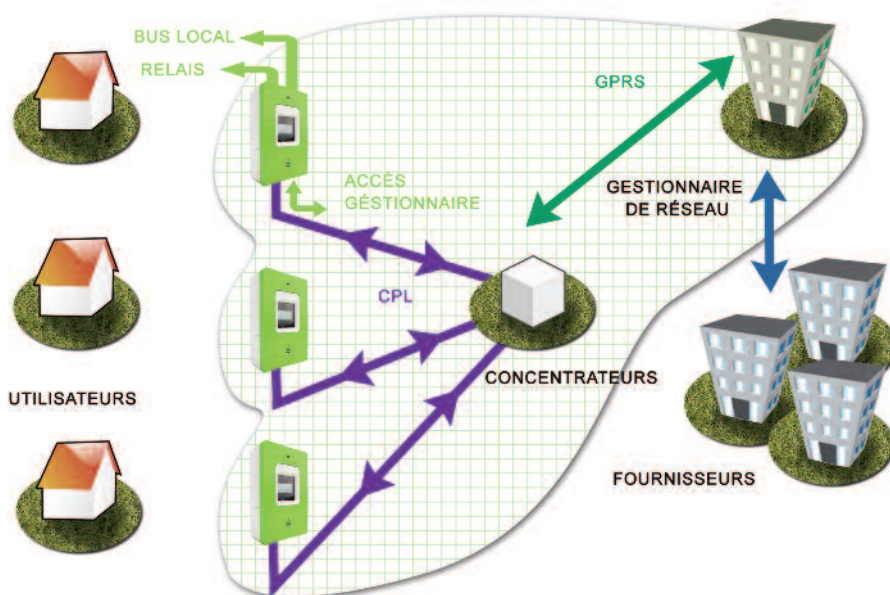 BUS LOCAL
RELAIS
GPRS
ACCÈS
GÉSTIONNAIRE
GESTIONNAIRE
DE RÉSEAU
CPL
CONCENTRATEURS
UTILISATEURS
FOURNISSEURS